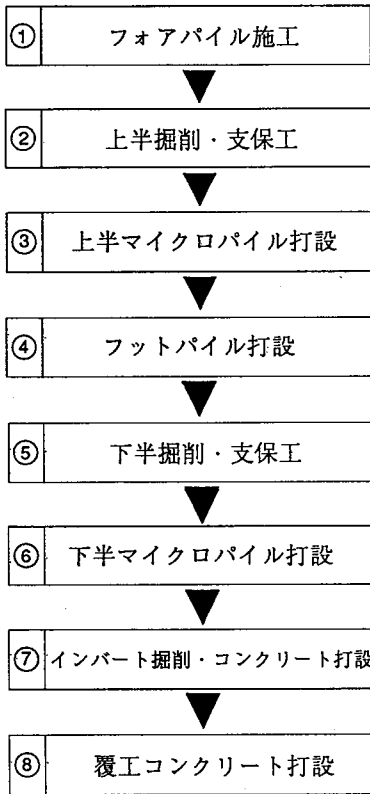 ① フォアパイル施工
② 上半掘削・支保工
③ 上半マイクロパイル打設
④ フットパイル打設
⑤ 下半掘削・支保工
⑥ 下半マイクロパイル打設
⑦ インバート掘削・コンクリート打設
⑧ 覆工コンクリート打設